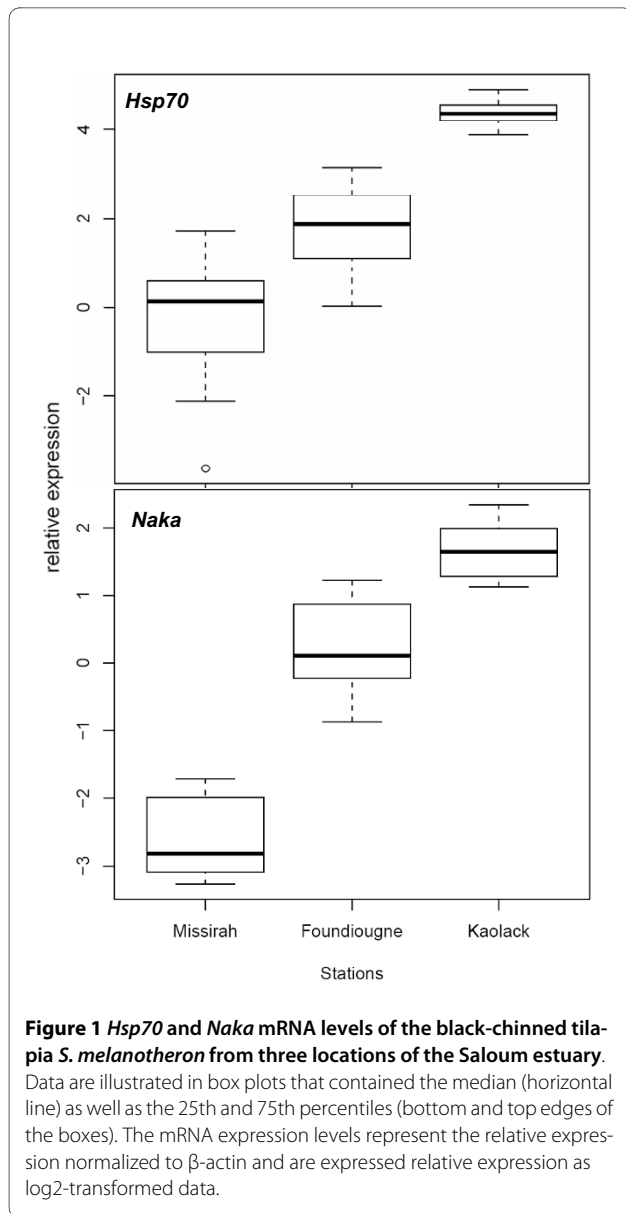 Hsp70
4
2
0
−2
relative expression
Naka
2
1
0
−1
−2
−3
Missirah Foundiougne Kaolack
Stations
Figure 1 Hsp70 and Naka mRNA levels of the black-chinned tila-
pia S. melanotheron from three locations of the Saloum estuary.
Data are illustrated in box plots that contained the median (horizontal
line) as well as the 25th and 75th percentiles (bottom and top edges of
the boxes). The mRNA expression levels represent the relative expres-
sion normalized to β-actin and are expressed relative expression as
log2-transformed data.